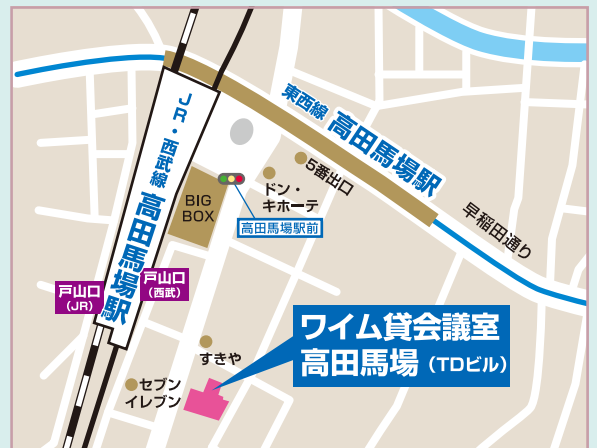 JR・西武線 高田馬場駅
東西線 高田馬場駅
5番出口
ドン・
キホーテ
BIG
BOX
高田馬場駅前
早稲田通り
戸山口
(JR)
戸山口
(西武)
ワイム貸会議室
高田馬場(TDビル)
すきや
セブン
イレブン